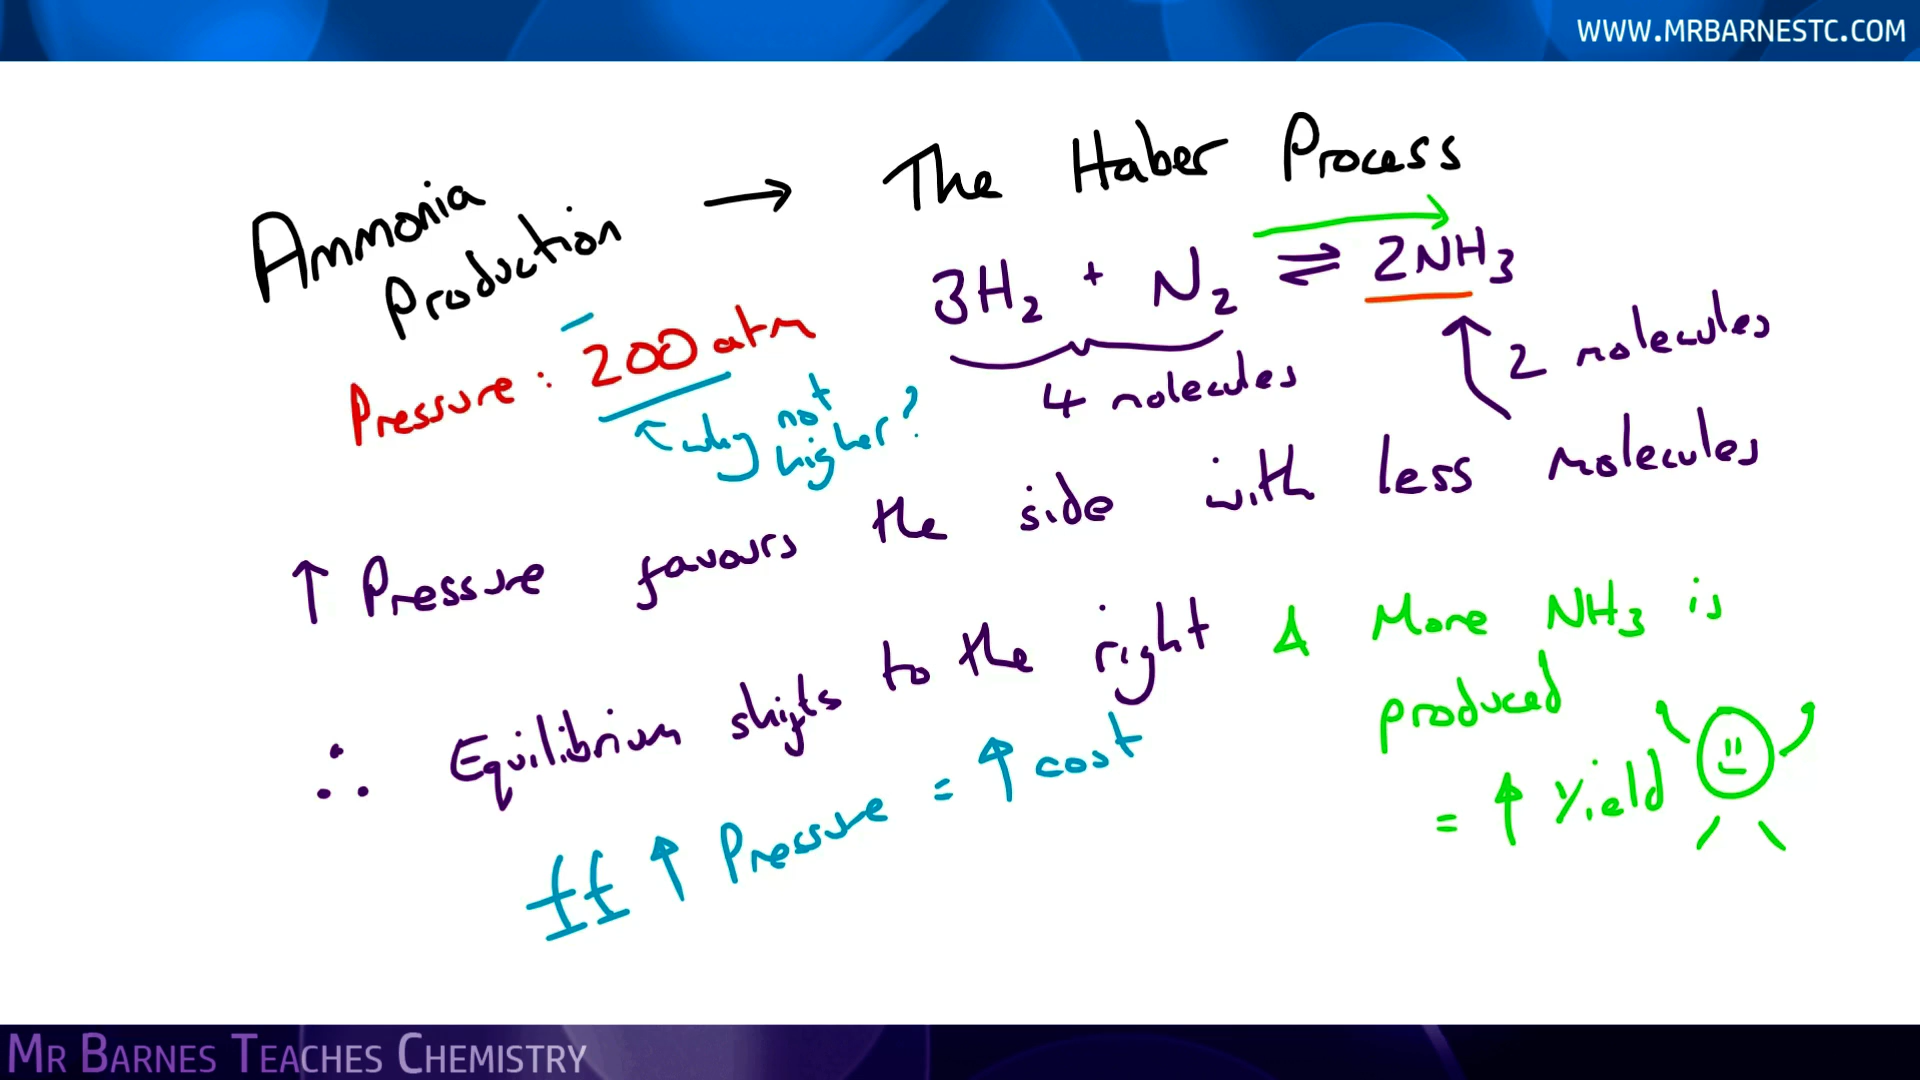 WWW.MRBARNESTC.COM
Ammonia Production → The Haber Process
3H₂ + N₂ ⇌ 2NH₃
4 molecules
2 molecules
Pressure: 200 atm
why not higher?
↑ Pressure favours the side with less molecules
∴ Equilibrium shifts to the right & More NH₃ is
produced
= ↑ Yield
££ ↑ Pressure = ↑ cost
MR BARNES TEACHES CHEMISTRY